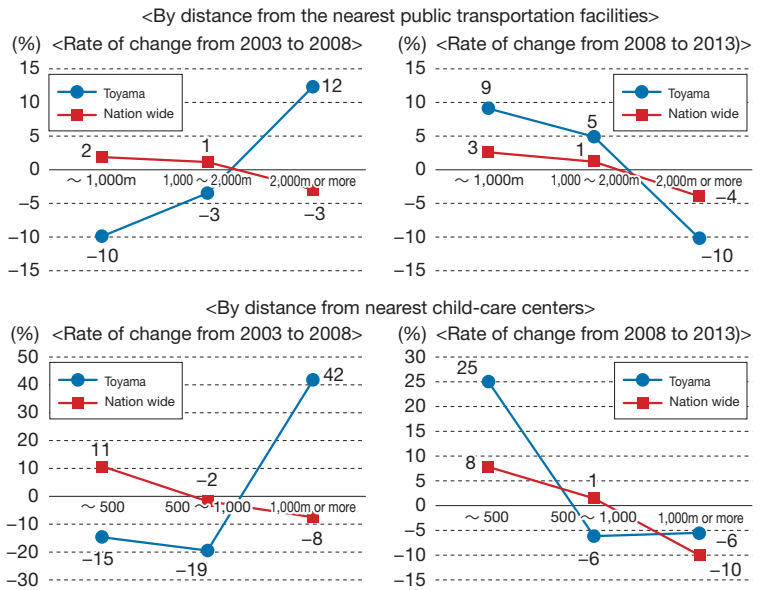 <By distance from the nearest public transportation facilities>
(%) <Rate of change from 2003 to 2008>
15
10
5
0
−5
−10
−15
Toyama
Nation wide
12
2
1
−3
−3
−10
~ 1,000m
1,000 ~ 2,000m
2,000m or more
(%) <Rate of change from 2008 to 2013)>
15
10
5
0
−5
−10
−15
Toyama
Nation wide
9
5
3
1
−4
−10
~ 1,000m
1,000 ~ 2,000m
2,000m or more
<By distance from nearest child-care centers>
(%) <Rate of change from 2003 to 2008>
50
40
30
20
10
0
−10
−20
−30
Toyama
Nation wide
42
11
−2
−8
−15
−19
~ 500
500 ~ 1,000
1,000m or more
(%) <Rate of change from 2008 to 2013)>
30
25
20
15
10
5
0
−5
−10
−15
Toyama
Nation wide
25
8
1
−6
−6
−10
~ 500
500 ~ 1,000
1,000m or more